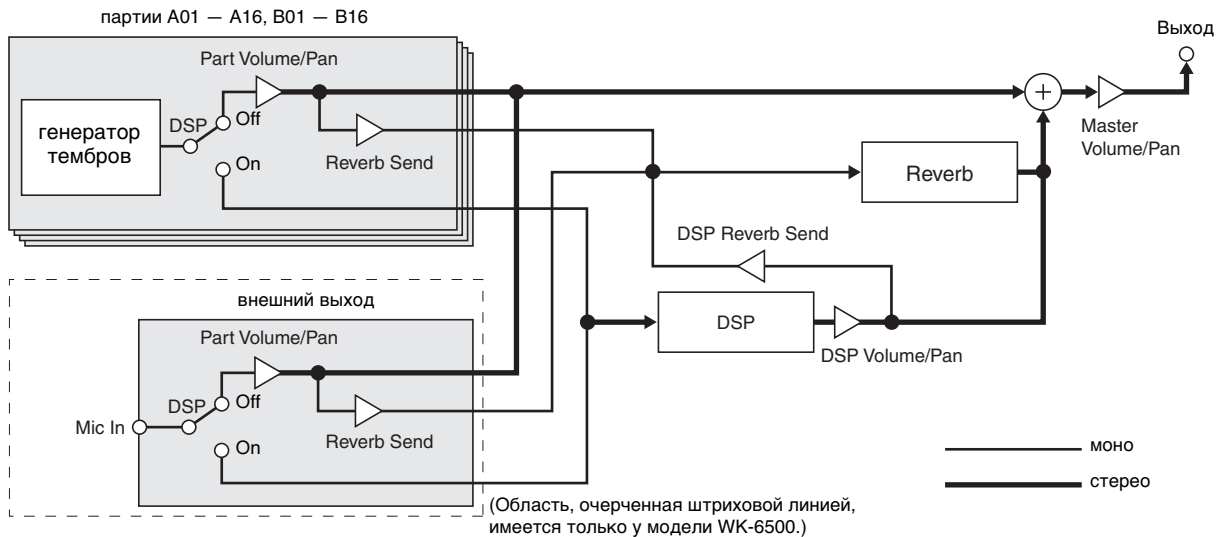 партии A01 — A16, B01 — B16
Выход
Part Volume/Pan
генератор
тембров
DSP
Off
On
Reverb Send
Master
Volume/Pan
Reverb
DSP Reverb Send
DSP
DSP Volume/Pan
внешний выход
Part Volume/Pan
Mic In
DSP
Off
On
Reverb Send
моно
стерео
(Область, очерченная штриховой линией,
имеется только у модели WK-6500.)